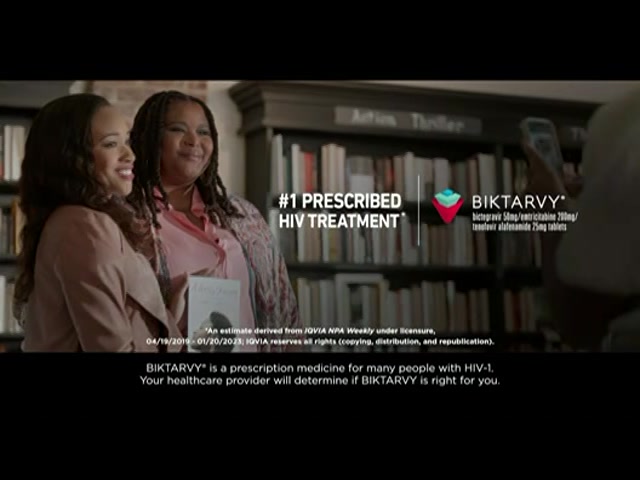 Action Thriller
#1 PRESCRIBED
HIV TREATMENT*
BIKTARVY®
bictegravir 50mg/emtricitabine 200mg/
tenofovir alafenamide 25mg tablets
*An estimate derived from IQVIA NPA Weekly under licensure,
04/19/2019 - 01/20/2023; IQVIA reserves all rights (copying, distribution, and republication).
BIKTARVY® is a prescription medicine for many people with HIV-1.
Your healthcare provider will determine if BIKTARVY is right for you.